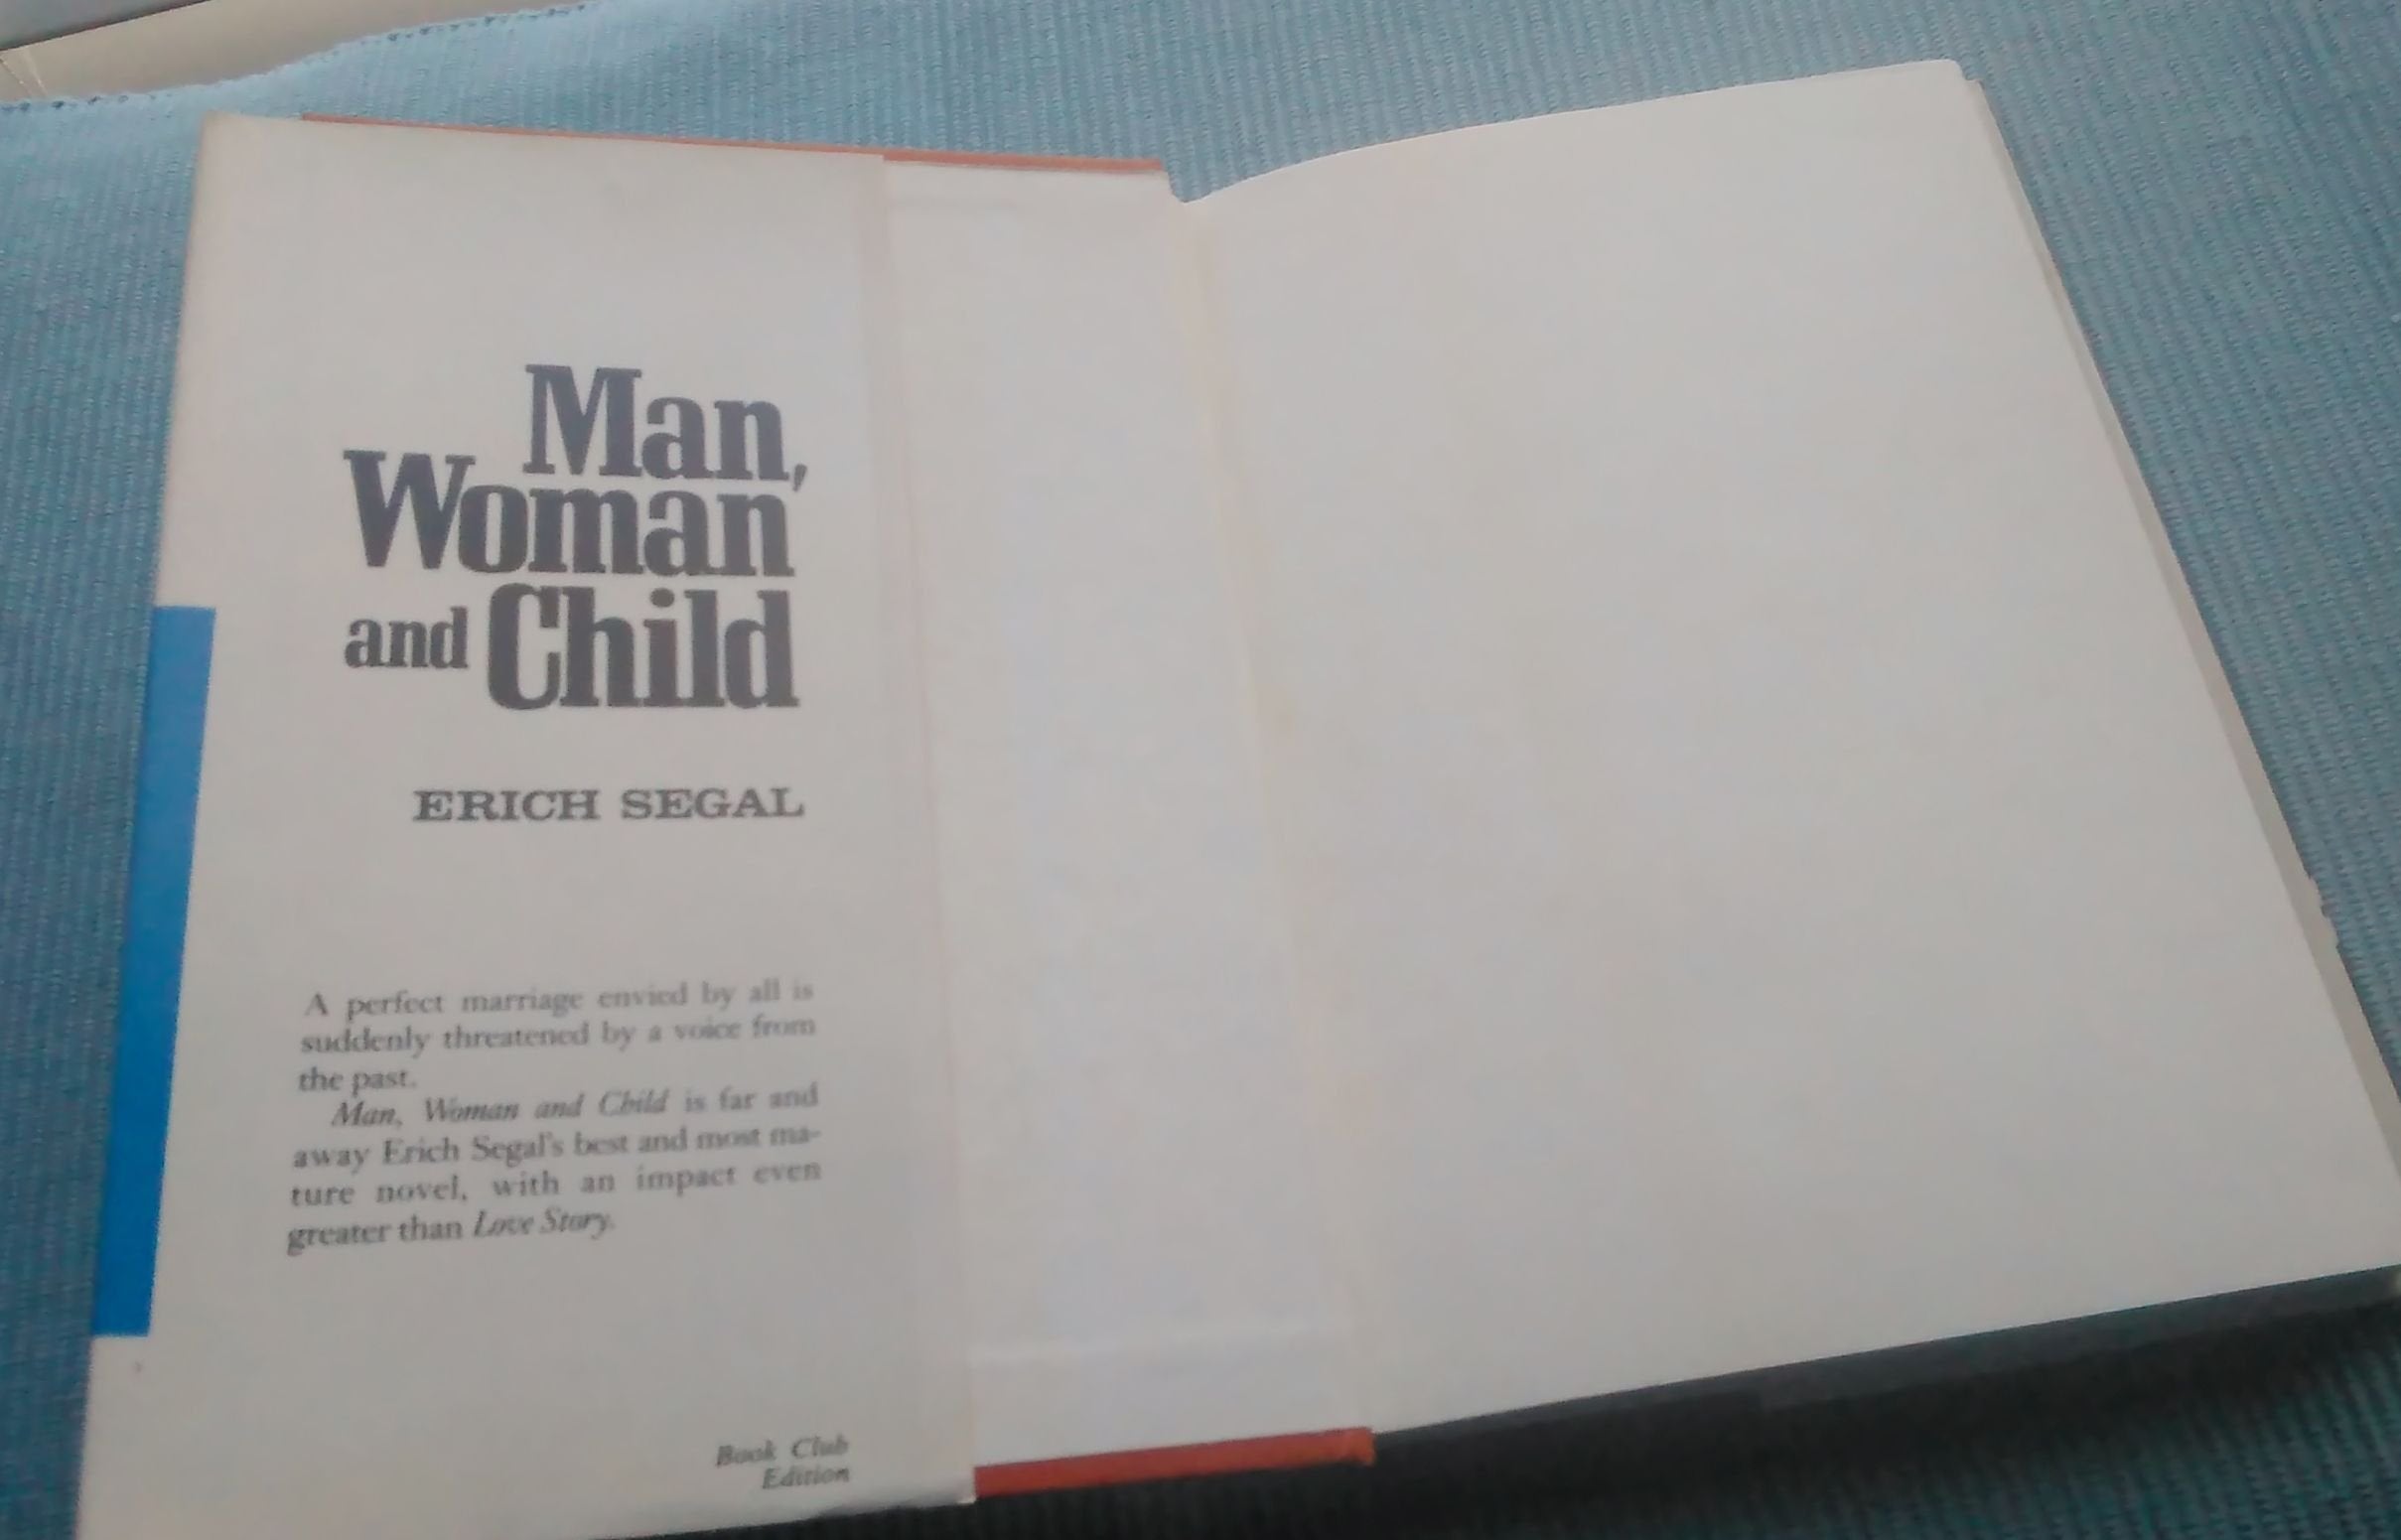 Man,
Woman
and Child
ERICH SEGAL
A perfect marriage envied by all is
suddenly threatened by a voice from
the past.
Man, Woman and Child is far and
away Erich Segal's best and most ma-
ture novel, with an impact even
greater than Love Story.
Book Club
Edition